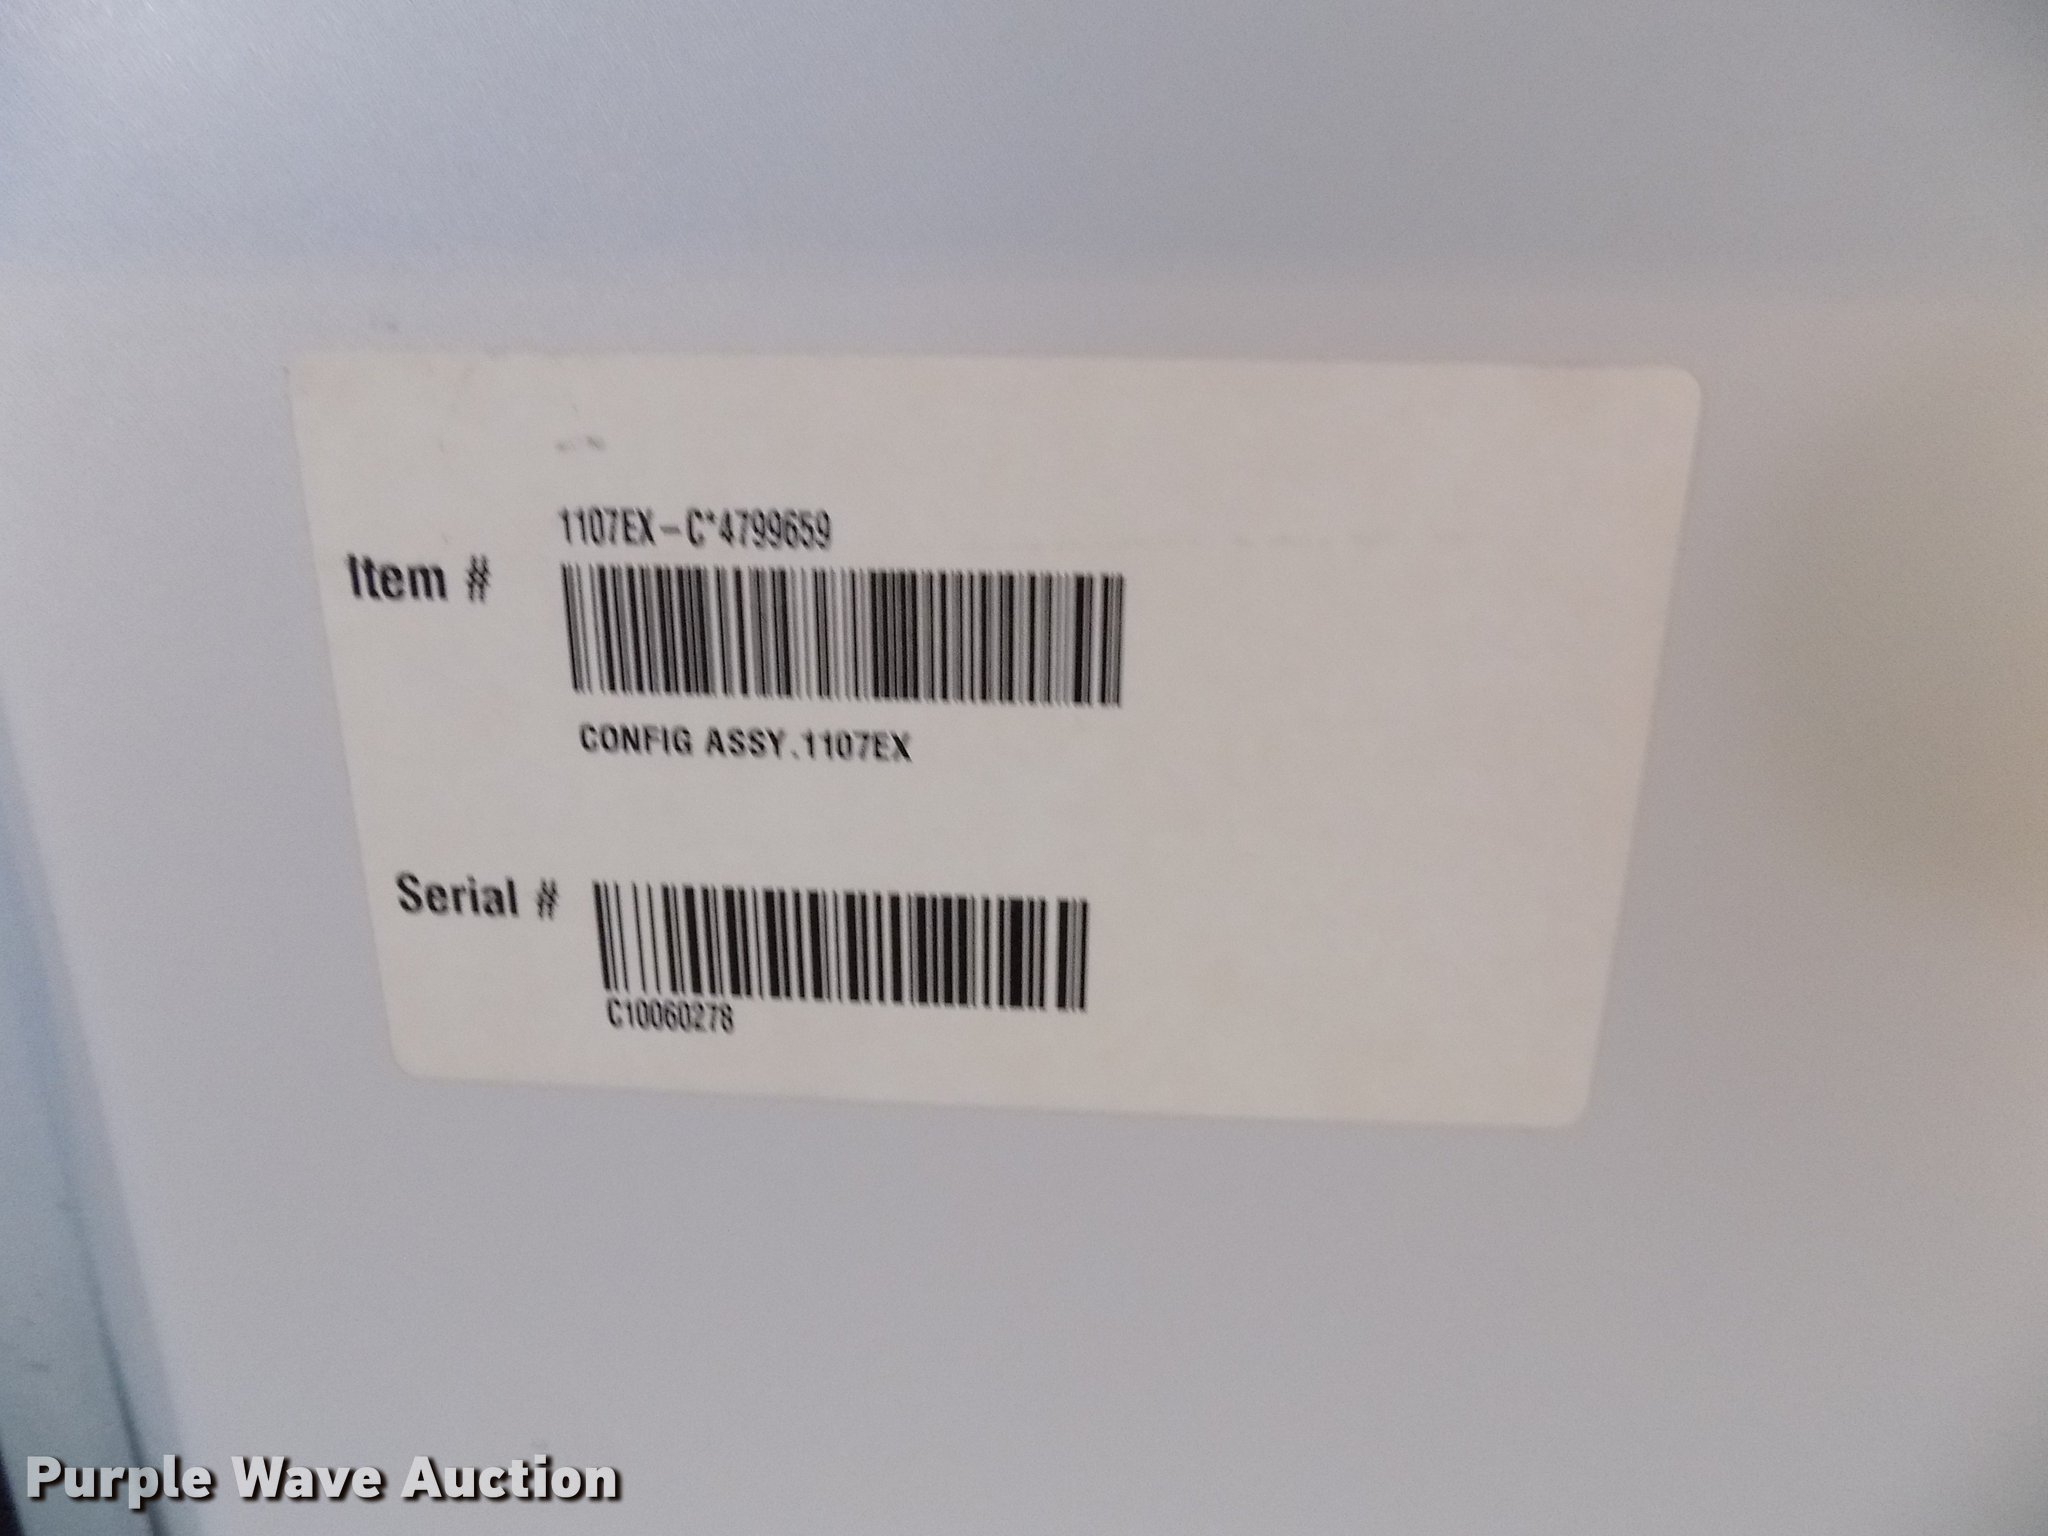 1107EX-C*4799659
Item #
CONFIG ASSY.1107EX
Serial #
C10060278
Purple Wave Auction